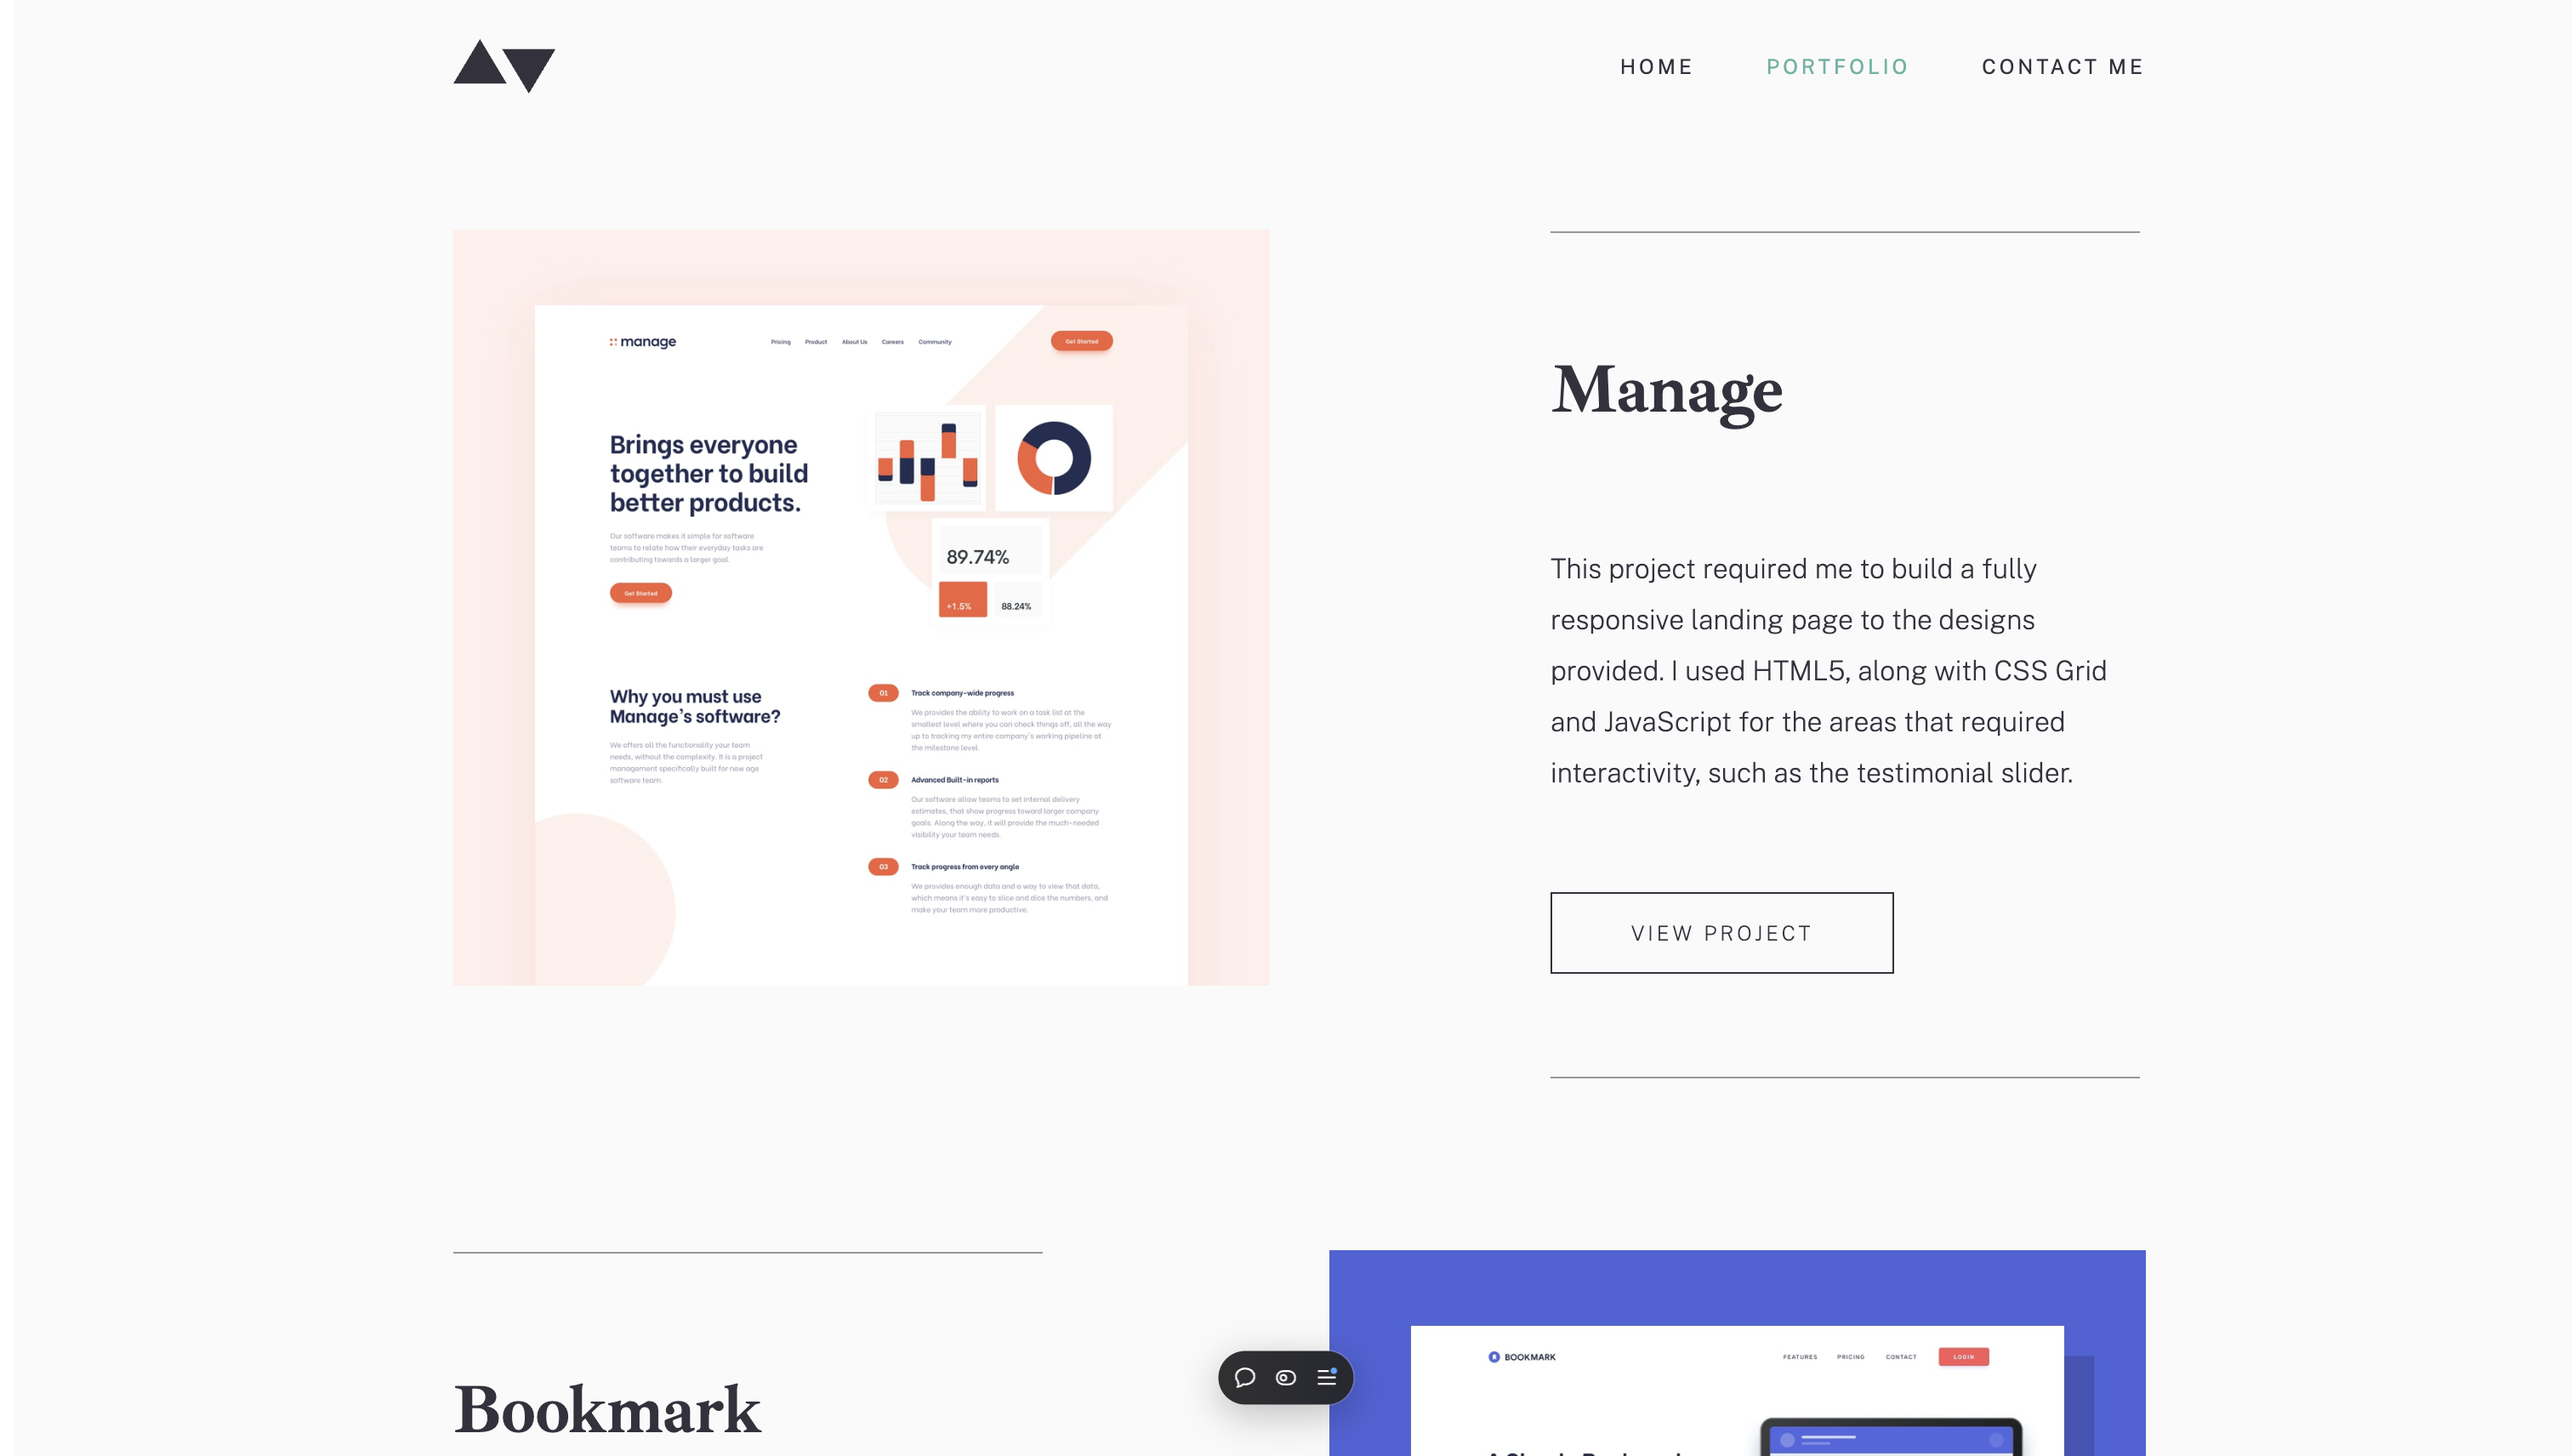 HOME PORTFOLIO CONTACT ME
manage
Pricing Product About Us Careers Community
Get Started
Brings everyone
together to build
better products.
Our software makes it simple for software
teams to relate how their everyday tasks are
contributing towards a larger goal.
Get Started
89.74%
+1.5% 88.24%
Why you must use
Manage's software?
We offers all the functionality your team
needs, without the complexity. It is a project
management specifically built for new age
software team.
01 Track company-wide progress
We provides the ability to work on a task list at the
smallest level where you can check things off, all the way
up to tracking my entire company's working pipeline at
the milestone level.
02 Advanced Built-in reports
Our software allow teams to set internal delivery
estimates, that show progress toward larger company
goals. Along the way, it will provide the much-needed
visibility your team needs.
03 Track progress from every angle
We provides enough data and a way to view that data,
which means it's easy to slice and dice the numbers, and
make your team more productive.
Manage
This project required me to build a fully
responsive landing page to the designs
provided. I used HTML5, along with CSS Grid
and JavaScript for the areas that required
interactivity, such as the testimonial slider.
VIEW PROJECT
Bookmark
BOOKMARK
FEATURES PRICING CONTACT LOGIN